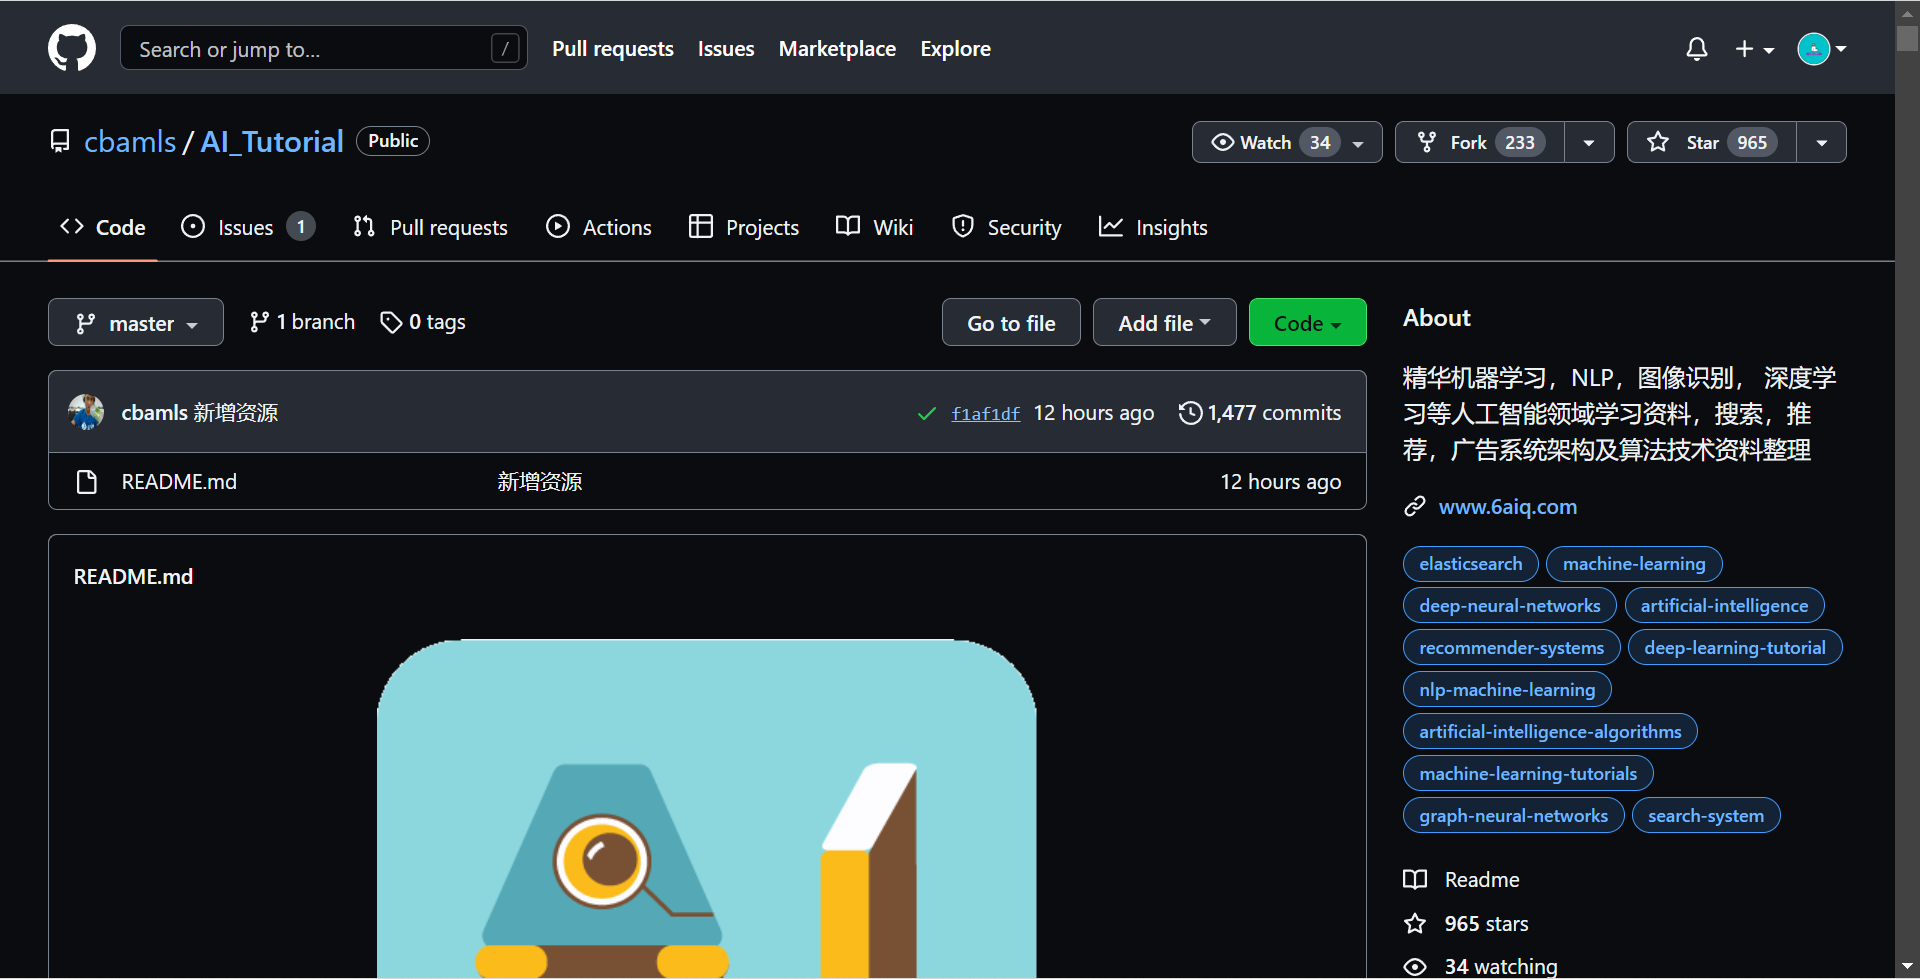 Search or jump to... /
Pull requests Issues Marketplace Explore
cbamls / AI_Tutorial Public
Watch 34 Fork 233 Star 965
Code Issues 1 Pull requests Actions Projects Wiki Security Insights
master 1 branch 0 tags Go to file Add file Code
cbamls 新增资源 f1af1df 12 hours ago 1,477 commits
README.md 新增资源 12 hours ago
README.md
About
精华机器学习，NLP，图像识别， 深度学
习等人工智能领域学习资料，搜索，推
荐，广告系统架构及算法技术资料整理
www.6aiq.com
elasticsearch machine-learning
deep-neural-networks artificial-intelligence
recommender-systems deep-learning-tutorial
nlp-machine-learning
artificial-intelligence-algorithms
machine-learning-tutorials
graph-neural-networks search-system
Readme
965 stars
34 watching